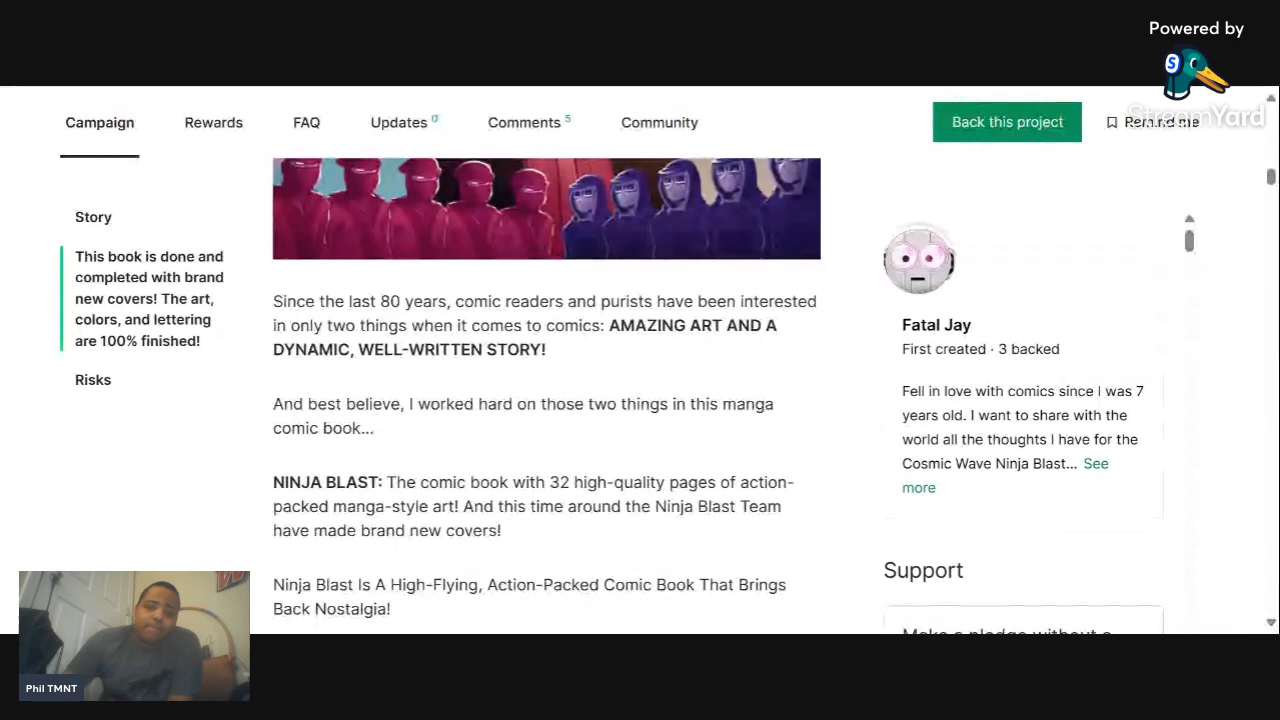 Powered by
S
StreamYard
Campaign
Rewards
FAQ
Updates 0
Comments 5
Community
Back this project
Remind me
Story
This book is done and
completed with brand
new covers! The art,
colors, and lettering
are 100% finished!
Risks
Since the last 80 years, comic readers and purists have been interested
in only two things when it comes to comics: AMAZING ART AND A
DYNAMIC, WELL-WRITTEN STORY!
And best believe, I worked hard on those two things in this manga
comic book...
NINJA BLAST: The comic book with 32 high-quality pages of action-
packed manga-style art! And this time around the Ninja Blast Team
have made brand new covers!
Ninja Blast Is A High-Flying, Action-Packed Comic Book That Brings
Back Nostalgia!
Fatal Jay
First created · 3 backed
Fell in love with comics since I was 7
years old. I want to share with the
world all the thoughts I have for the
Cosmic Wave Ninja Blast... See
more
Support
Make a pledge without a
Phil TMNT